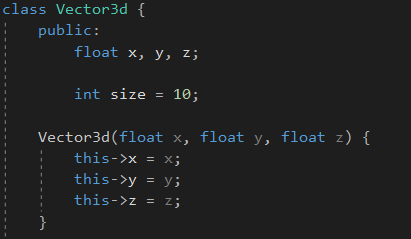 class Vector3d {
    public:
        float x, y, z;

        int size = 10;

    Vector3d(float x, float y, float z) {
        this->x = x;
        this->y = y;
        this->z = z;
    }